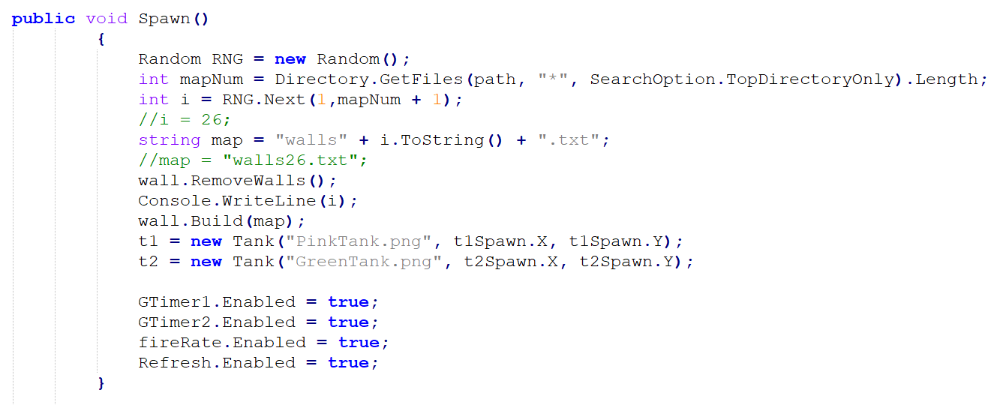 public void Spawn()
{
Random RNG = new Random();
int mapNum = Directory.GetFiles(path, "*", SearchOption.TopDirectoryOnly).Length;
int i = RNG.Next(1,mapNum + 1);
//i = 26;
string map = "walls" + i.ToString() + ".txt";
//map = "walls26.txt";
wall.RemoveWalls();
Console.WriteLine(i);
wall.Build(map);
t1 = new Tank("PinkTank.png", t1Spawn.X, t1Spawn.Y);
t2 = new Tank("GreenTank.png", t2Spawn.X, t2Spawn.Y);
GTimer1.Enabled = true;
GTimer2.Enabled = true;
fireRate.Enabled = true;
Refresh.Enabled = true;
}